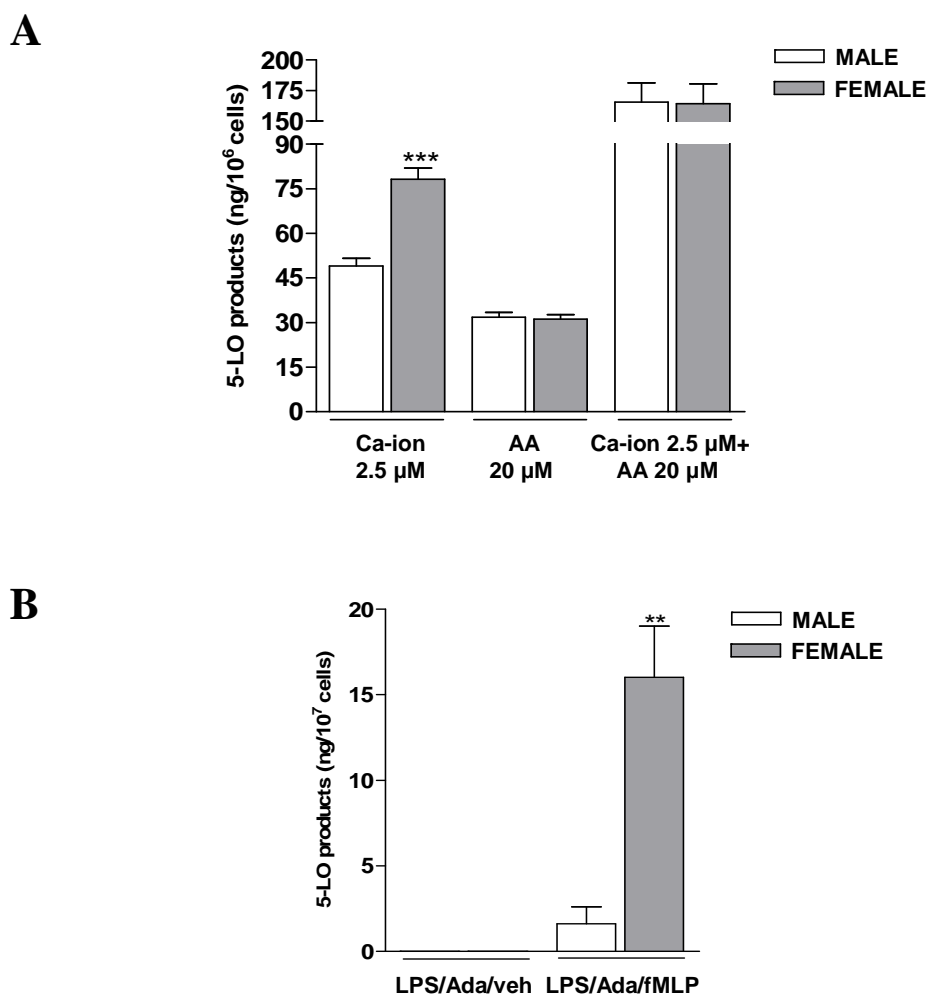 A
5-LO products (ng/10⁶ cells)
200
175
150
90
75
60
45
30
15
0
***
MALE
FEMALE
Ca-ion
2.5 µM
AA
20 µM
Ca-ion 2.5 µM+
AA 20 µM
B
5-LO products (ng/10⁷ cells)
20
15
10
5
0
**
MALE
FEMALE
LPS/Ada/veh
LPS/Ada/fMLP